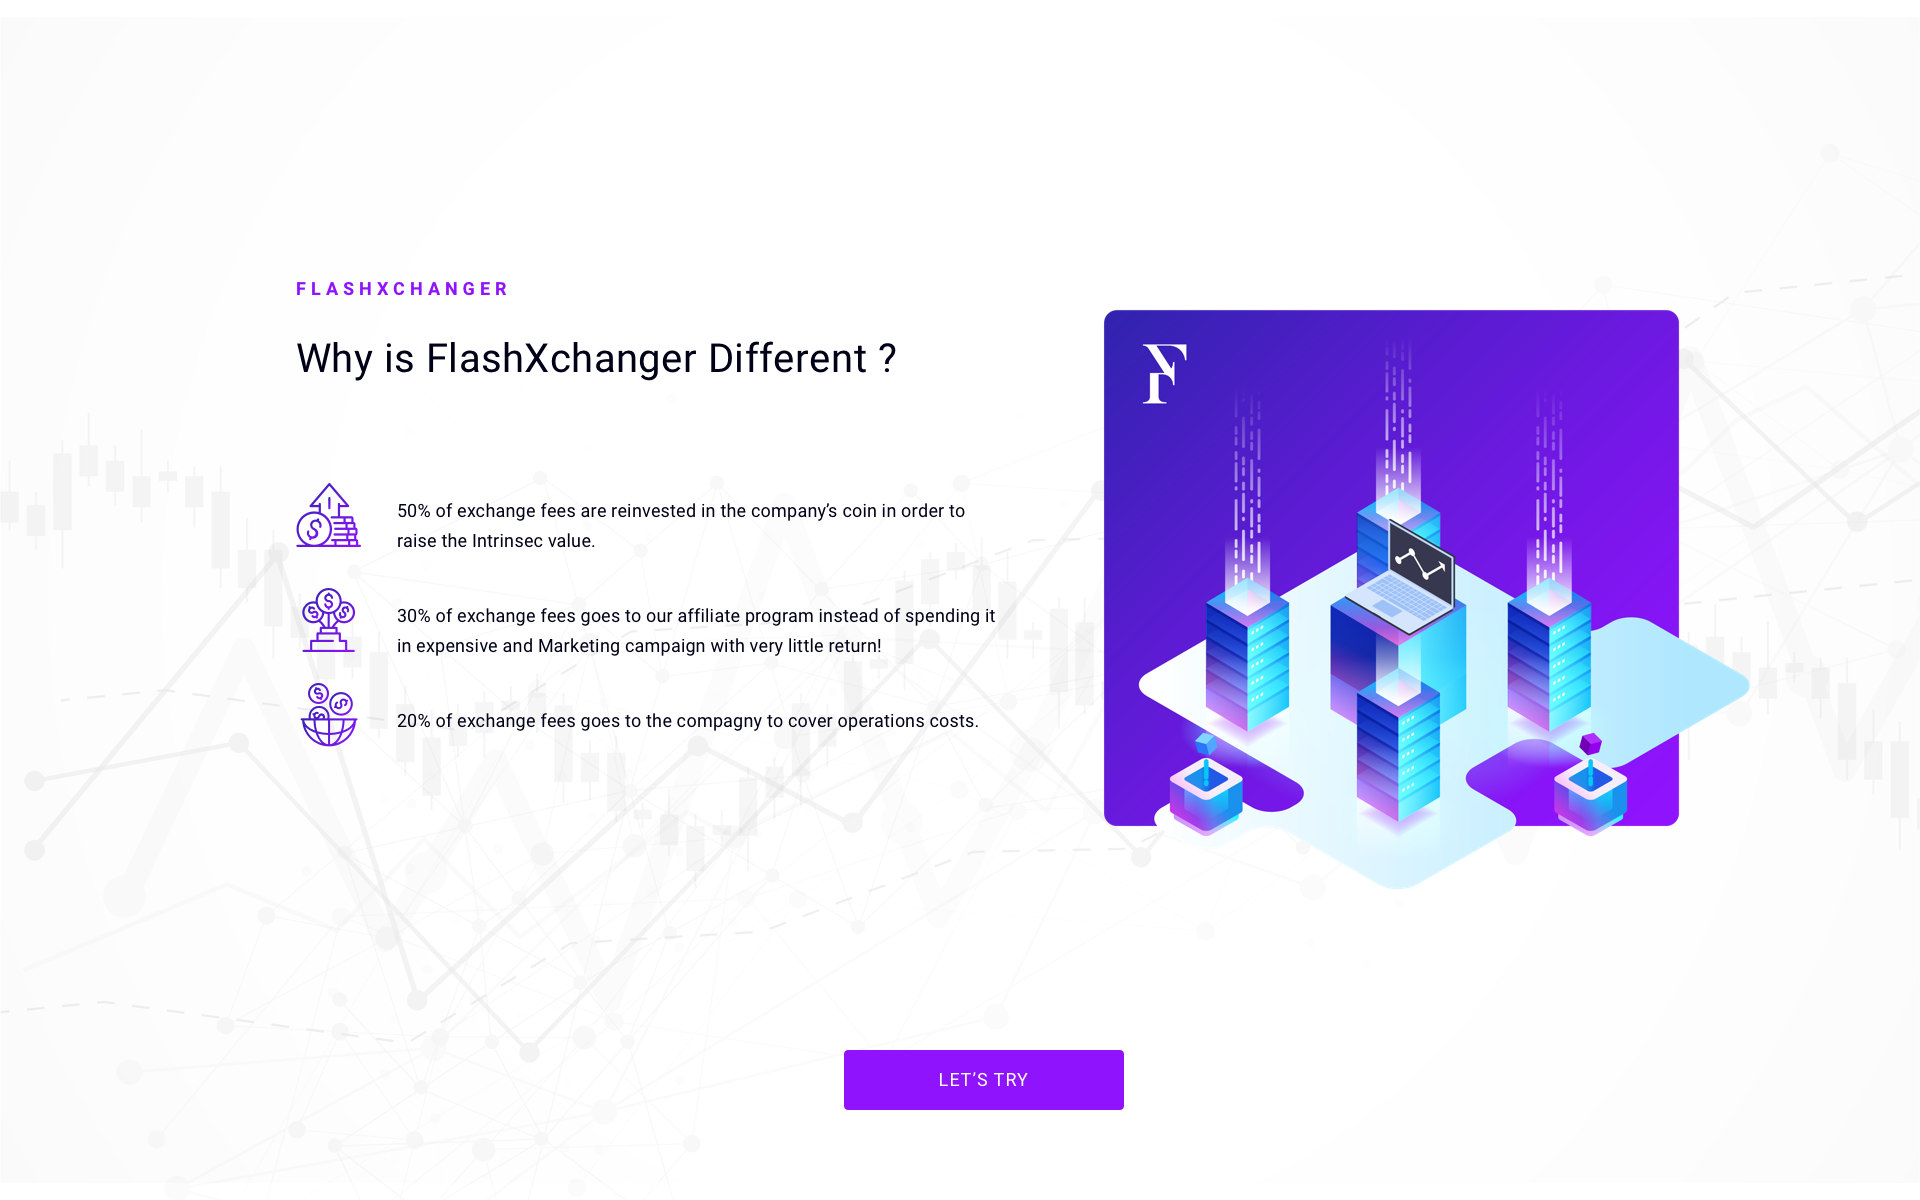 FLASHXCHANGER
Why is FlashXchanger Different ?
50% of exchange fees are reinvested in the company’s coin in order to
raise the Intrinsec value.
30% of exchange fees goes to our affiliate program instead of spending it
in expensive and Marketing campaign with very little return!
20% of exchange fees goes to the compagny to cover operations costs.
LET’S TRY